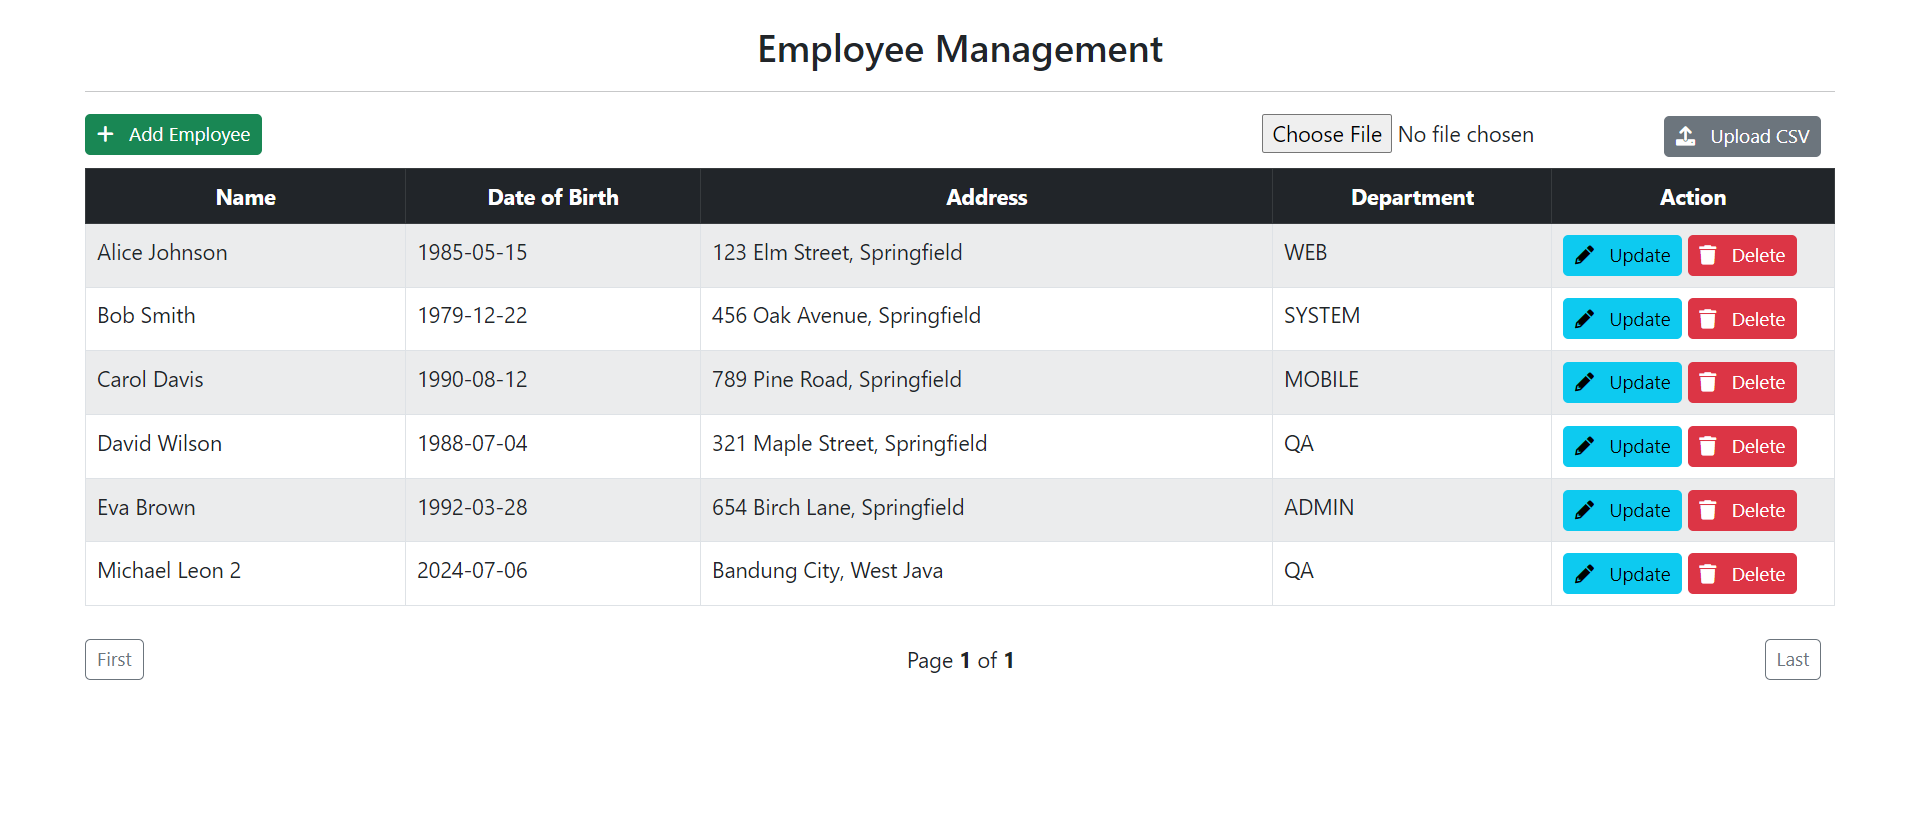 Employee Management
Add Employee Choose File No file chosen Upload CSV
Name Date of Birth Address Department Action
Alice Johnson 1985-05-15 123 Elm Street, Springfield WEB Update Delete
Bob Smith 1979-12-22 456 Oak Avenue, Springfield SYSTEM Update Delete
Carol Davis 1990-08-12 789 Pine Road, Springfield MOBILE Update Delete
David Wilson 1988-07-04 321 Maple Street, Springfield QA Update Delete
Eva Brown 1992-03-28 654 Birch Lane, Springfield ADMIN Update Delete
Michael Leon 2 2024-07-06 Bandung City, West Java QA Update Delete
First Page 1 of 1 Last